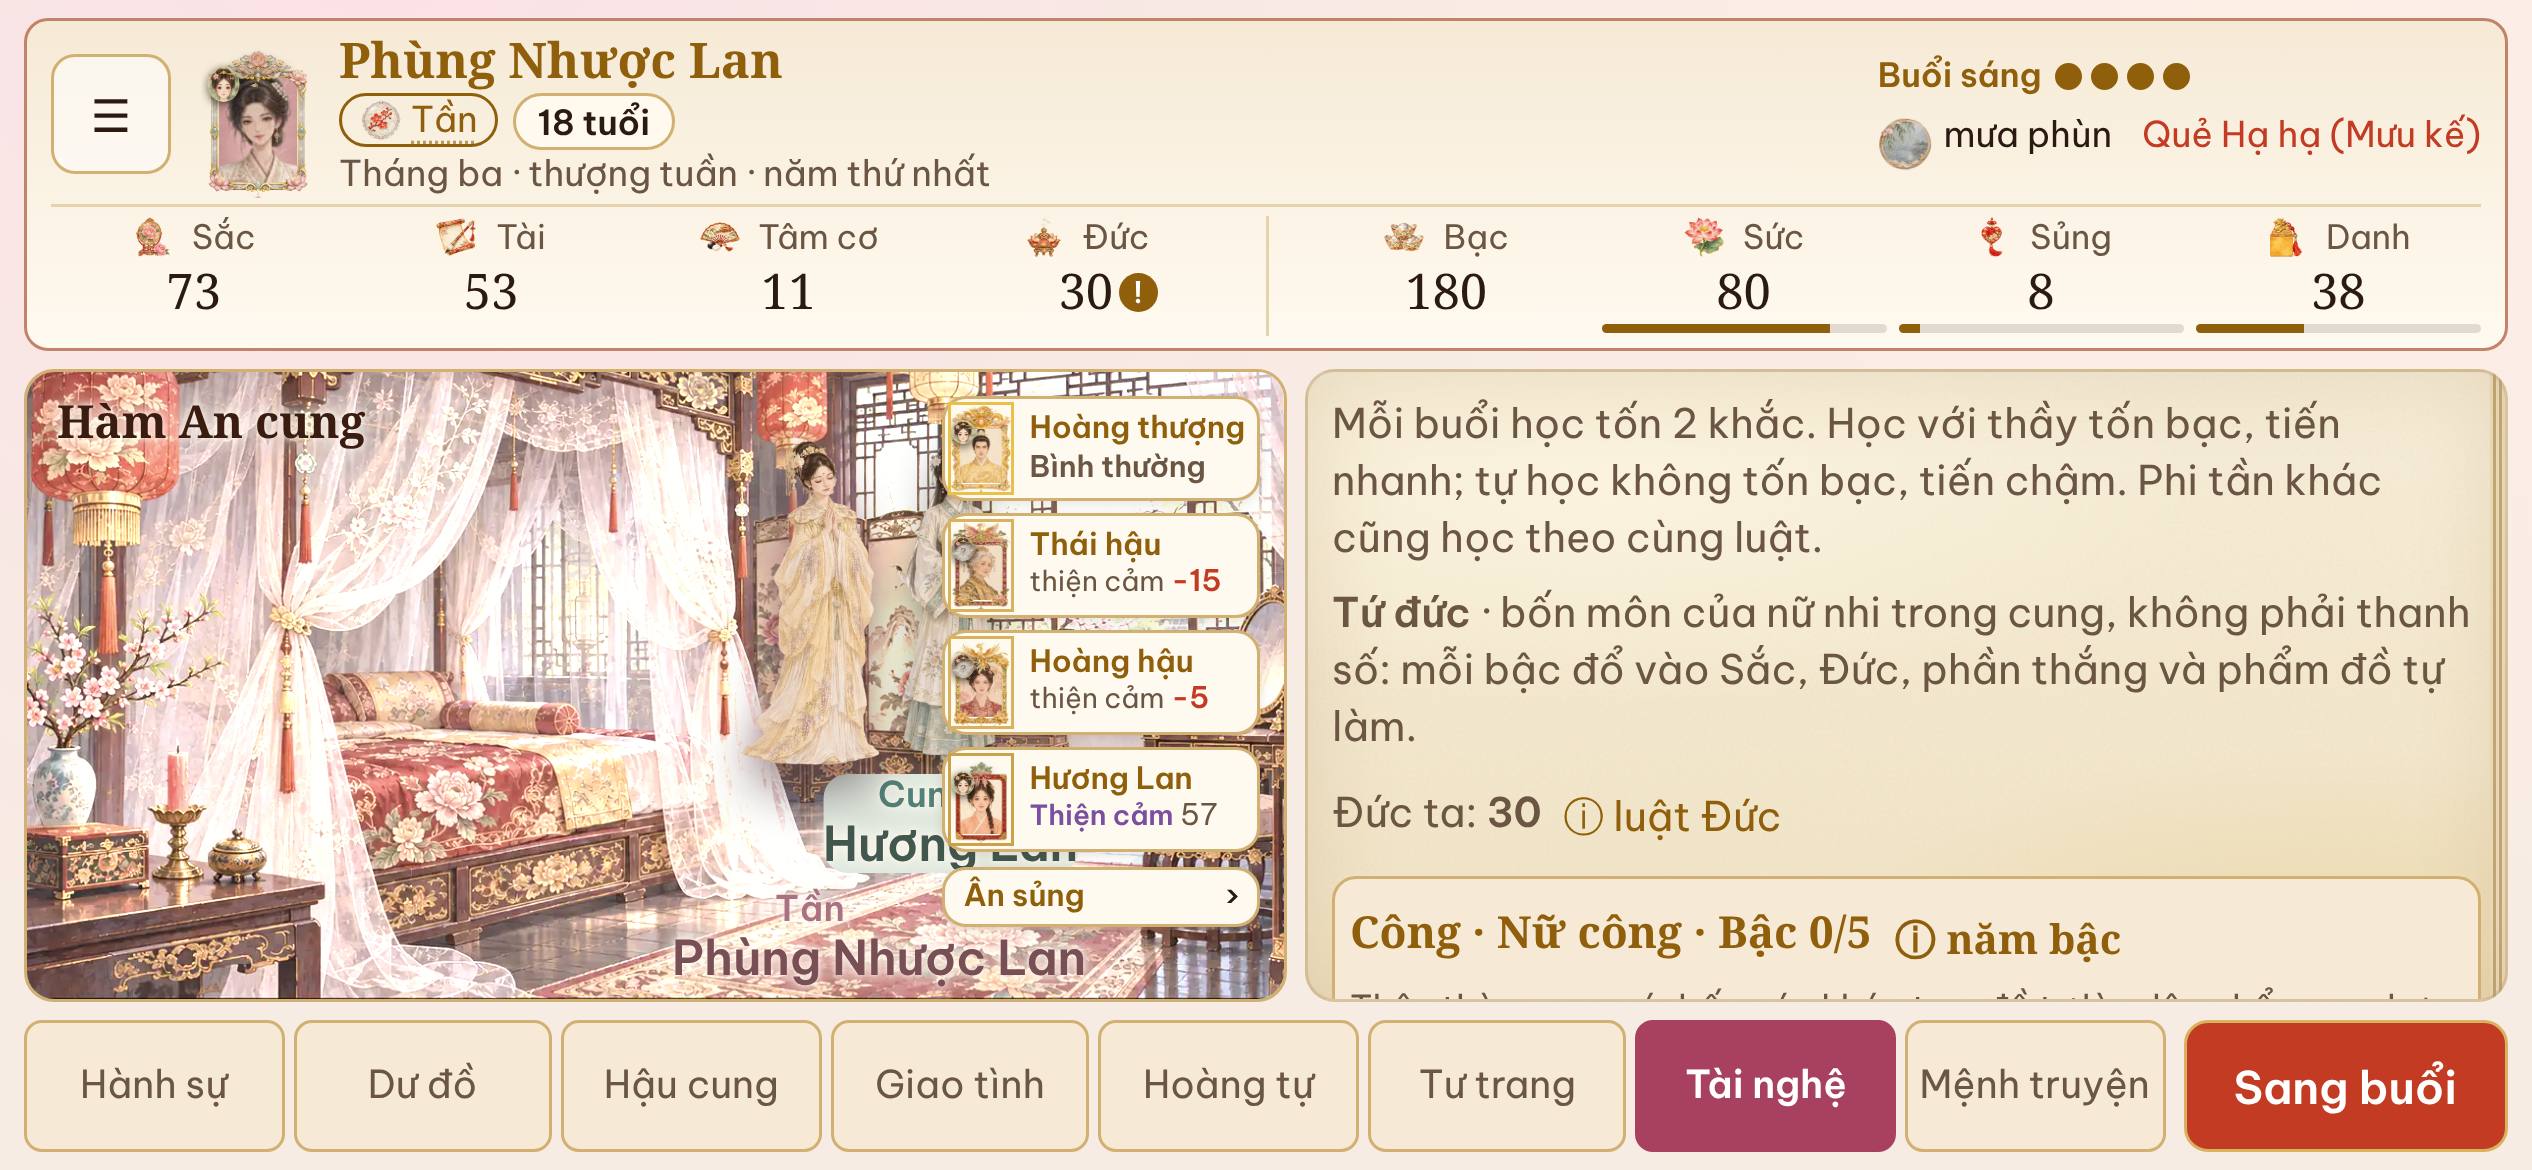 ☰
Phùng Nhược Lan
Tần
18 tuổi
Tháng ba · thượng tuần · năm thứ nhất
Buổi sáng
mưa phùn Quẻ Hạ hạ (Mưu kế)
Sắc
73
Tài
53
Tâm cơ
11
Đức
30 !
Bạc
180
Sức
80
Sủng
8
Danh
38
Hàm An cung
Hoàng thượng
Bình thường
Thái hậu
thiện cảm -15
Hoàng hậu
thiện cảm -5
Hương Lan
Thiện cảm 57
Ân sủng ›
Hương Lan
Tần
Phùng Nhược Lan
Mỗi buổi học tốn 2 khắc. Học với thầy tốn bạc, tiến
nhanh; tự học không tốn bạc, tiến chậm. Phi tần khác
cũng học theo cùng luật.
Tứ đức · bốn môn của nữ nhi trong cung, không phải thanh
số: mỗi bậc đổ vào Sắc, Đức, phần thắng và phẩm đồ tự
làm.
Đức ta: 30 ⓘ luật Đức
Công · Nữ công · Bậc 0/5 ⓘ năm bậc
Hành sự
Dư đồ
Hậu cung
Giao tình
Hoàng tự
Tư trang
Tài nghệ
Mệnh truyện
Sang buổi